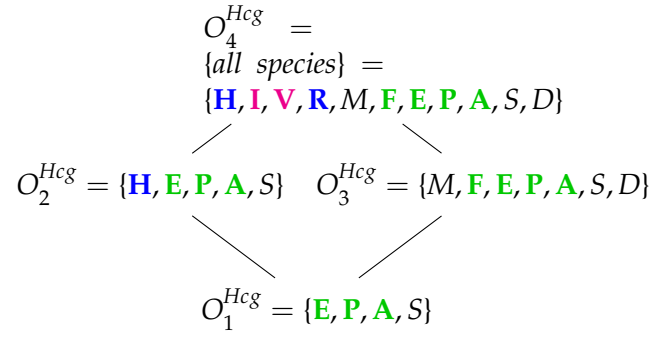 O_4^{Hcg} =
{all species} =
{H, I, V, R, M, F, E, P, A, S, D}
O_2^{Hcg} = {H, E, P, A, S} O_3^{Hcg} = {M, F, E, P, A, S, D}
O_1^{Hcg} = {E, P, A, S}